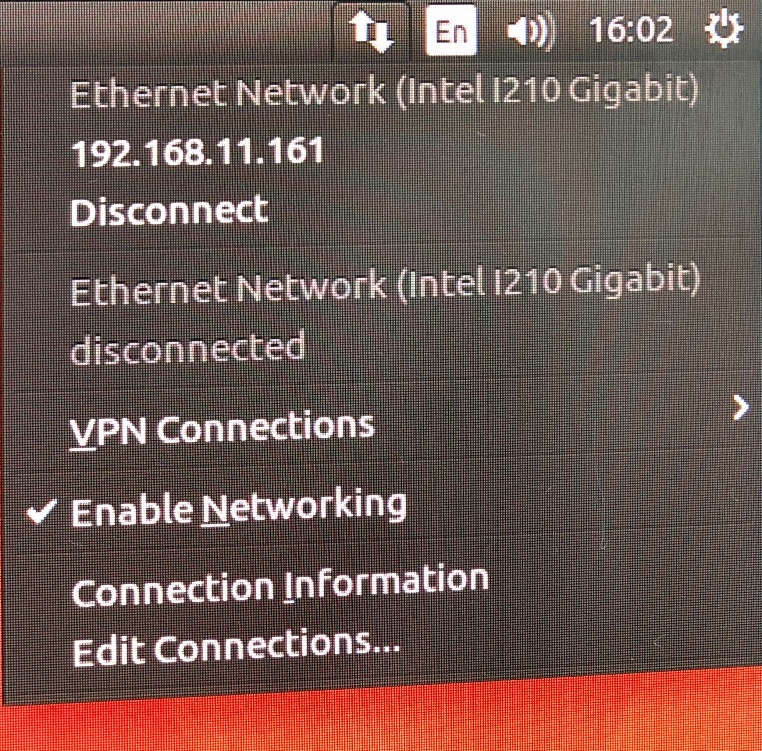 En 16:02
Ethernet Network (Intel I210 Gigabit)
192.168.11.161
Disconnect
Ethernet Network (Intel I210 Gigabit)
disconnected
VPN Connections
Enable Networking
Connection Information
Edit Connections...